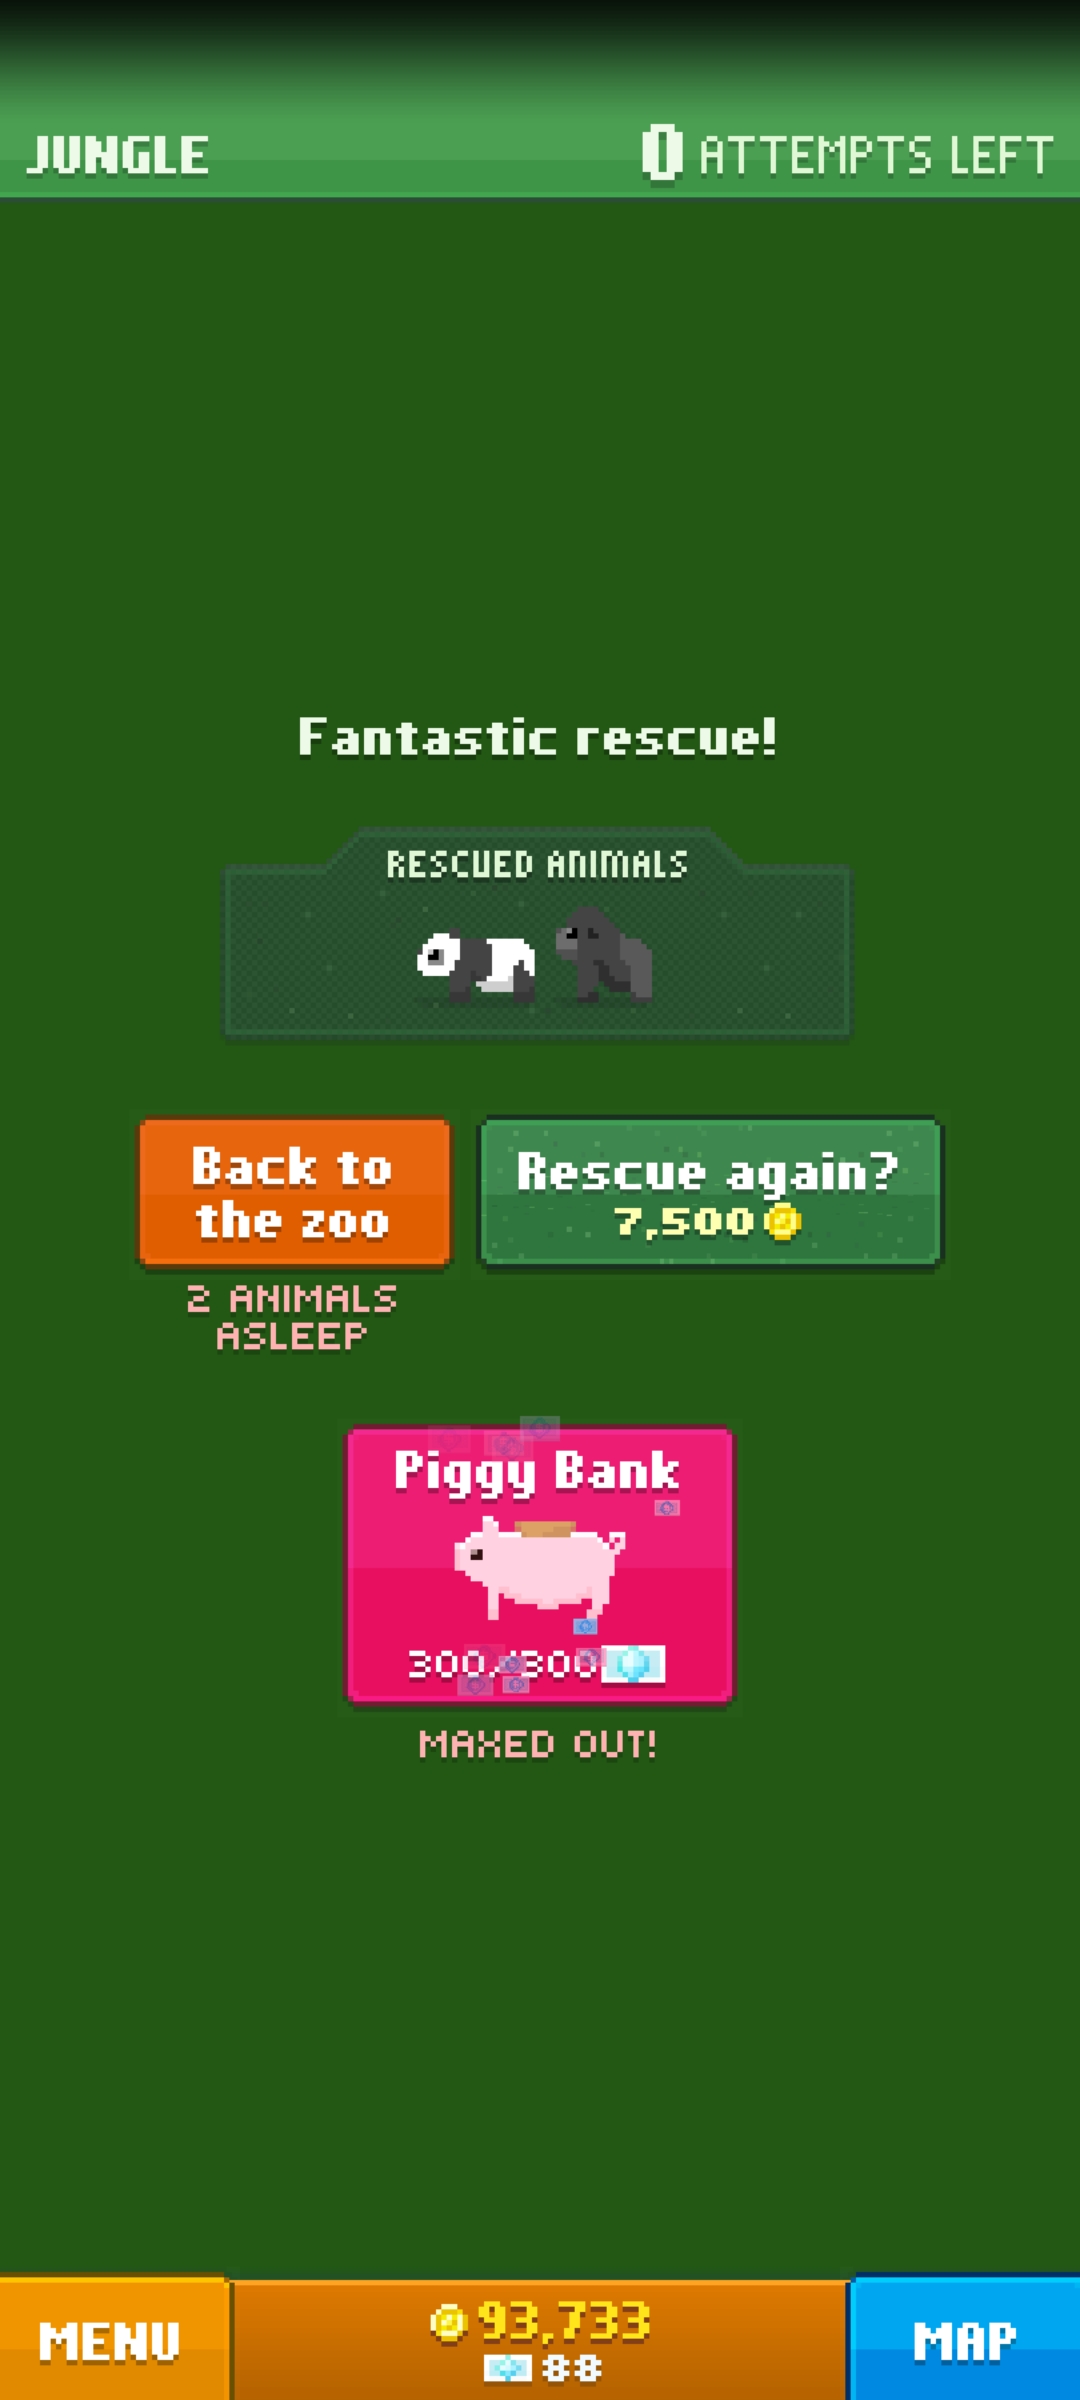 JUNGLE
0 ATTEMPTS LEFT
Fantastic rescue!
RESCUED ANIMALS
Back to
the zoo
Rescue again?
7,500
2 ANIMALS
ASLEEP
Piggy Bank
300/300
MAXED OUT!
MENU
93,733
88
MAP